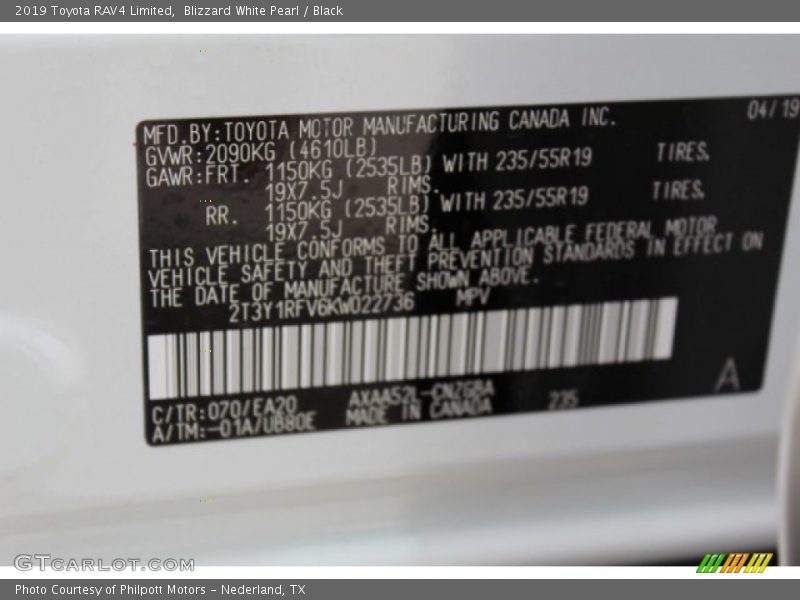 2019 Toyota RAV4 Limited,  Blizzard White Pearl / Black
04/19
MFD.BY:TOYOTA MOTOR MANUFACTURING CANADA INC.
GVWR:2090KG (4610LB)
GAWR:FRT. 1150KG (2535LB) WITH 235/55R19 TIRES.
19X7.5J RIMS.
RR. 1150KG (2535LB) WITH 235/55R19 TIRES.
19X7.5J RIMS.
THIS VEHICLE CONFORMS TO ALL APPLICABLE FEDERAL MOTOR
VEHICLE SAFETY AND THEFT PREVENTION STANDARDS IN EFFECT ON
THE DATE OF MANUFACTURE SHOWN ABOVE.
2T3Y1RFV6KW022736 MPV
A
C/TR:070/EA20 AXAA52L-CNZGBA 235
A/TM:-01A/UB80E MADE IN CANADA
GTCARLOT.COM
Photo Courtesy of Philpott Motors - Nederland, TX